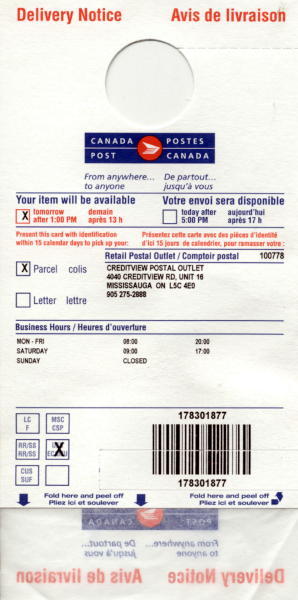 Delivery Notice Avis de livraison
CANADA POSTES
POST CANADA
From anywhere... De partout...
to anyone jusqu'à vous
Your item will be available Votre envoi sera disponible
X tomorrow demain today after aujourd'hui
after 1:00 PM après 13 h 5:00 PM après 17 h
Present this card with identification Présentez cette carte avec des pièces d'identité
within 15 calendar days to pick up your: d'ici 15 jours de calendrier, pour ramasser votre :
Retail Postal Outlet / Comptoir postal 100778
X Parcel colis CREDITVIEW POSTAL OUTLET
4040 CREDITVIEW RD, UNIT 16
MISSISSAUGA ON L5C 4E0
Letter lettre 905 275-2888
Business Hours / Heures d'ouverture
MON - FRI 08:00 20:00
SATURDAY 09:00 17:00
SUNDAY CLOSED
LC MSC
F CSP
178301877
RR/SS X
RR/SS
CUS
SUF
178301877
Fold here and peel off Fold here and peel off
Pliez ici et soulever Pliez ici et soulever
POST CANADA
From anywhere... De partout...
to anyone jusqu'à vous
Delivery Notice Avis de livraison